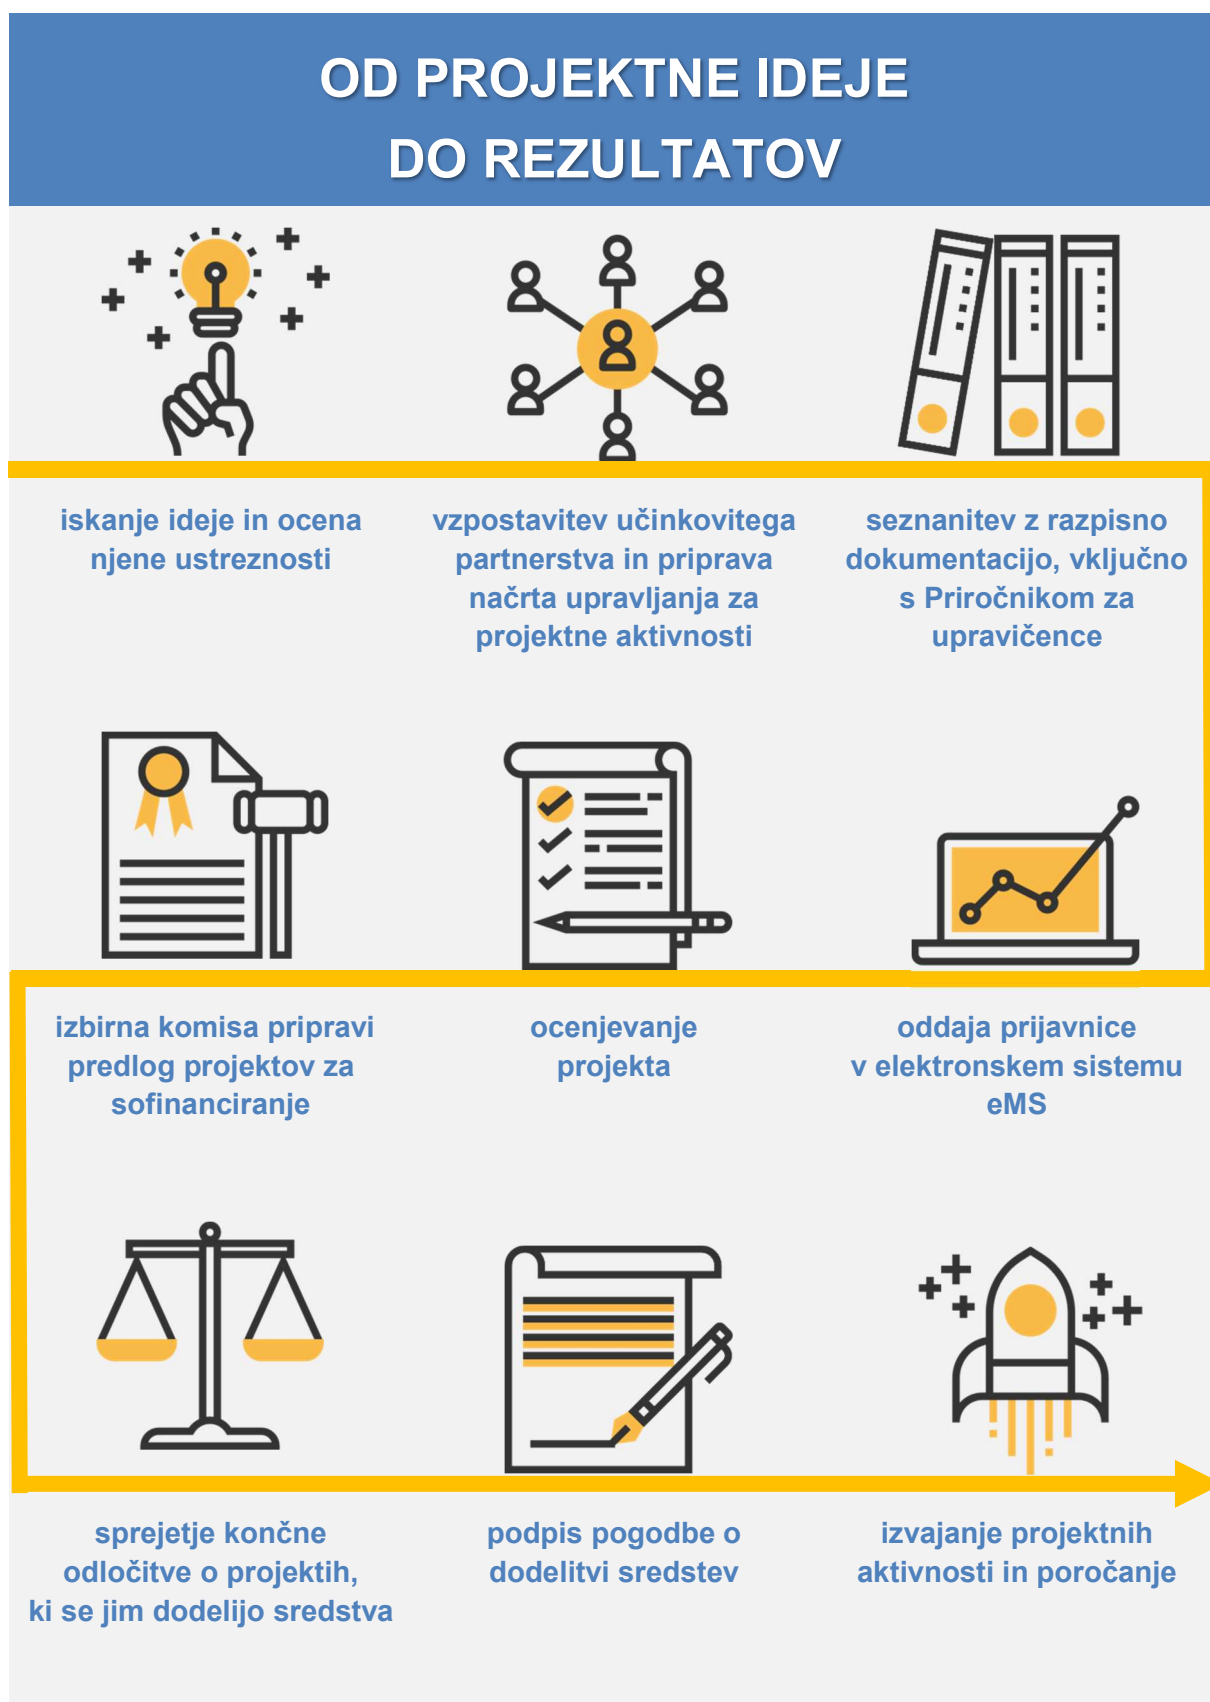 OD PROJEKTNE IDEJE
DO REZULTATOV
iskanje ideje in ocena
njene ustreznosti
vzpostavitev učinkovitega
partnerstva in priprava
načrta upravljanja za
projektne aktivnosti
seznanitev z razpisno
dokumentacijo, vključno
s Priročnikom za
upravičence
izbirna komisa pripravi
predlog projektov za
sofinanciranje
ocenjevanje
projekta
oddaja prijavnice
v elektronskem sistemu
eMS
sprejetje končne
odločitve o projektih,
ki se jim dodelijo sredstva
podpis pogodbe o
dodelitvi sredstev
izvajanje projektnih
aktivnosti in poročanje